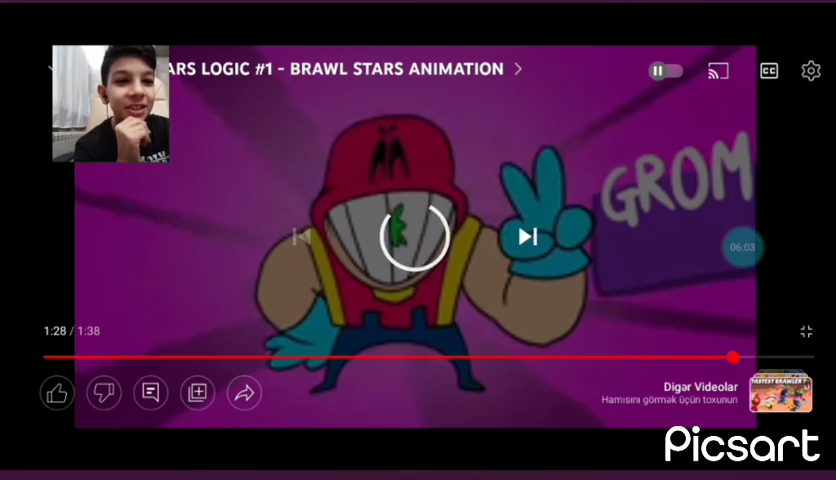 ARS LOGIC #1 - BRAWL STARS ANIMATION
CC
GROM
06:03
1:28 / 1:38
Digər Videolar
Hamısını görmək üçün toxunun
FASTEST BRAWLER ?
Picsart